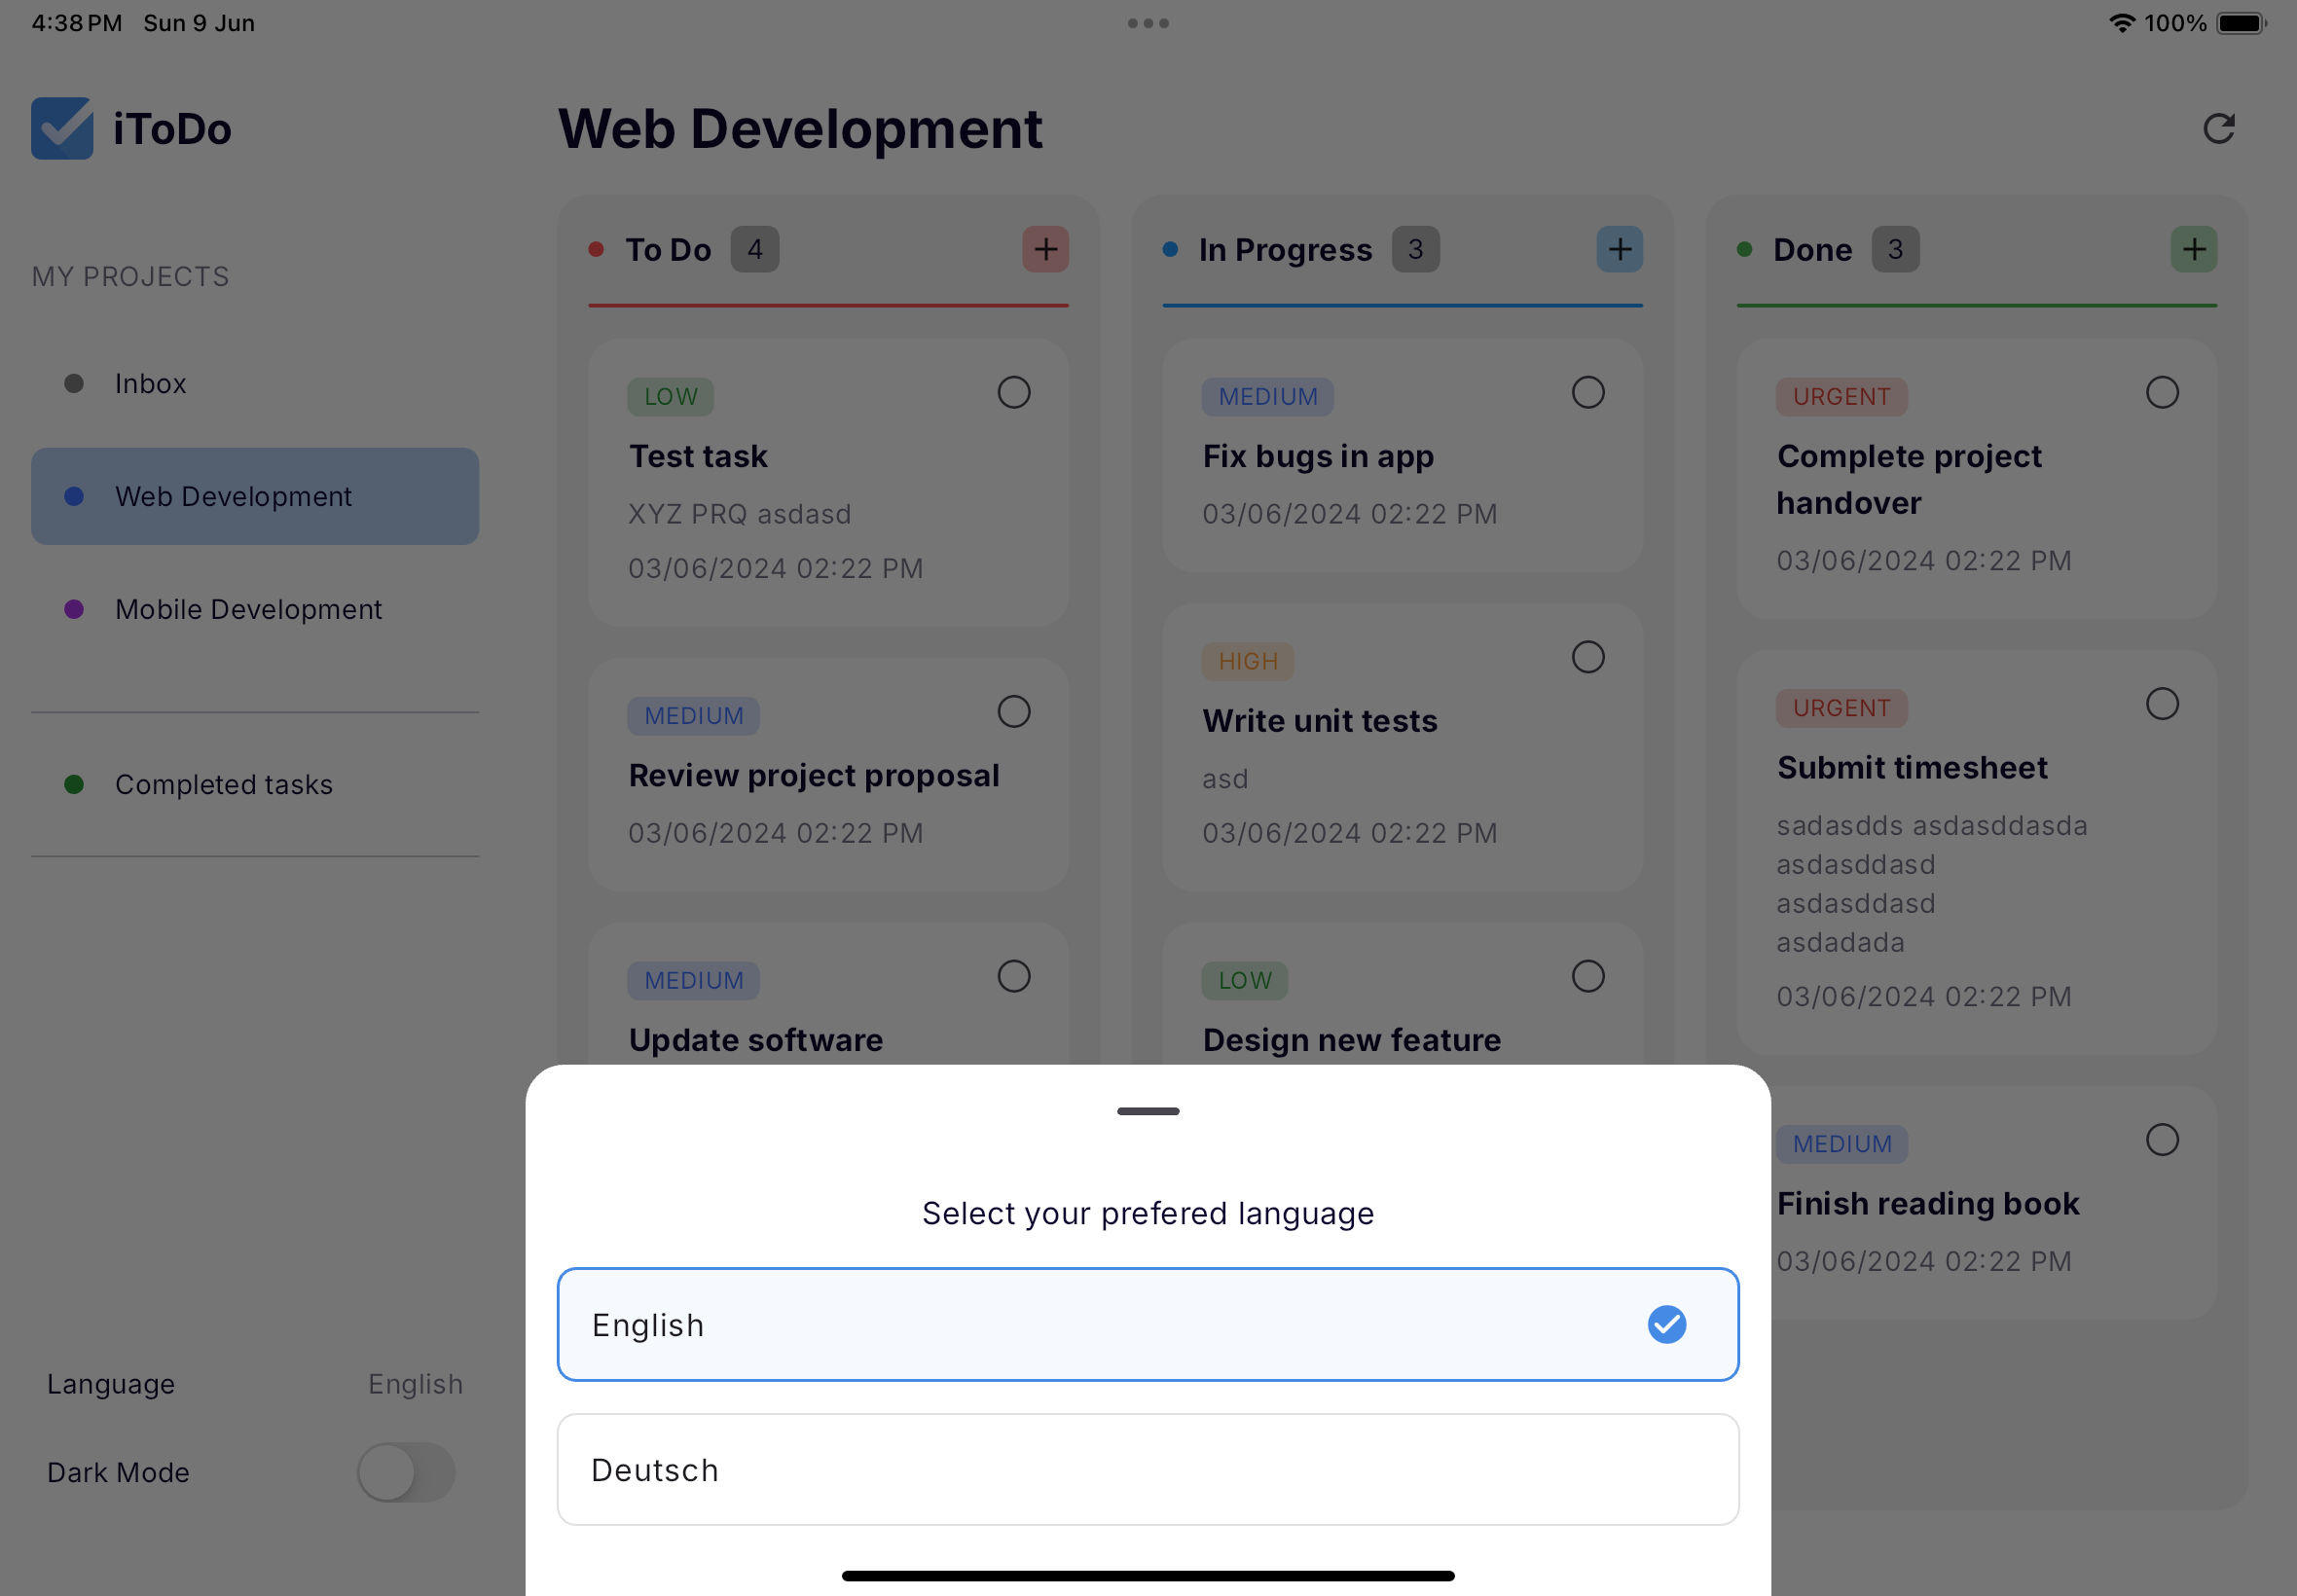 4:38 PM Sun 9 Jun
100%
iToDo
MY PROJECTS
Inbox
Web Development
Mobile Development
Completed tasks
Language English
Dark Mode
Web Development
To Do 4
LOW
Test task
XYZ PRQ asdasd
03/06/2024 02:22 PM
MEDIUM
Review project proposal
03/06/2024 02:22 PM
MEDIUM
Update software
In Progress 3
MEDIUM
Fix bugs in app
03/06/2024 02:22 PM
HIGH
Write unit tests
asd
03/06/2024 02:22 PM
LOW
Design new feature
Done 3
URGENT
Complete project
handover
03/06/2024 02:22 PM
URGENT
Submit timesheet
sadasdds asdasddasda
asdasddasd
asdasddasd
asdadada
03/06/2024 02:22 PM
MEDIUM
Finish reading book
03/06/2024 02:22 PM
Select your prefered language
English
Deutsch